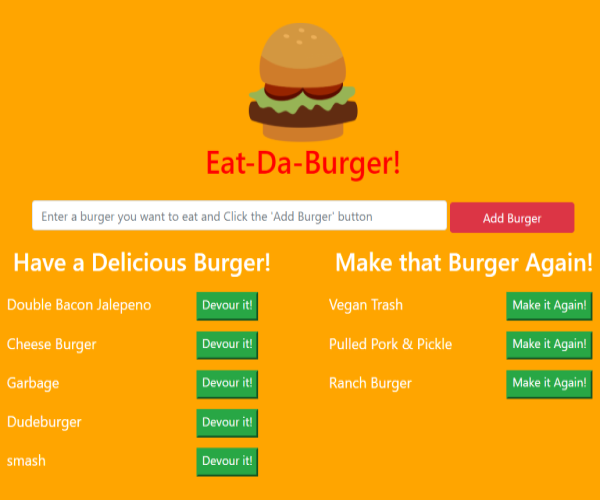 Eat-Da-Burger!
Enter a burger you want to eat and Click the 'Add Burger' button
Add Burger
Have a Delicious Burger!
Double Bacon Jalepeno Devour it!
Cheese Burger Devour it!
Garbage Devour it!
Dudeburger Devour it!
smash Devour it!
Make that Burger Again!
Vegan Trash Make it Again!
Pulled Pork & Pickle Make it Again!
Ranch Burger Make it Again!